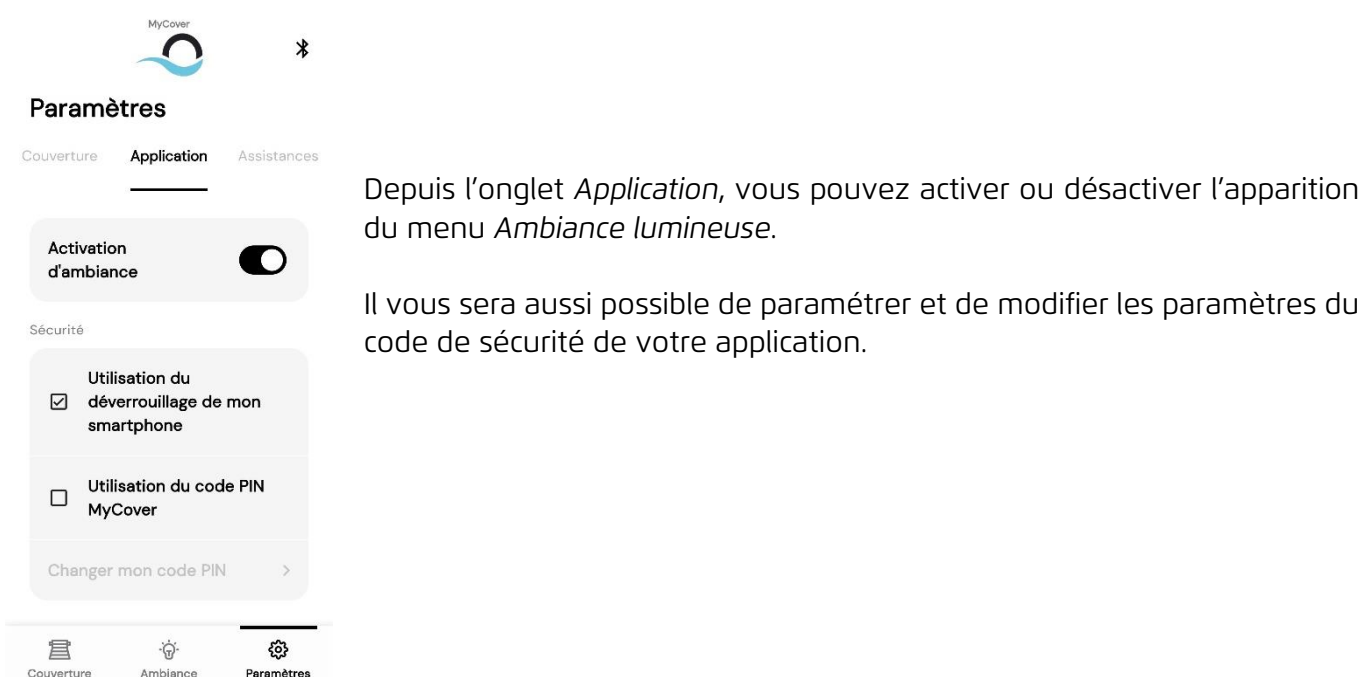 MyCover
Paramètres
Couverture Application Assistances
Activation
d'ambiance
Sécurité
Utilisation du
déverrouillage de mon
smartphone
Utilisation du code PIN
MyCover
Changer mon code PIN >
Couverture Ambiance Paramètres
Depuis l’onglet Application, vous pouvez activer ou désactiver l’apparition
du menu Ambiance lumineuse.
Il vous sera aussi possible de paramétrer et de modifier les paramètres du
code de sécurité de votre application.